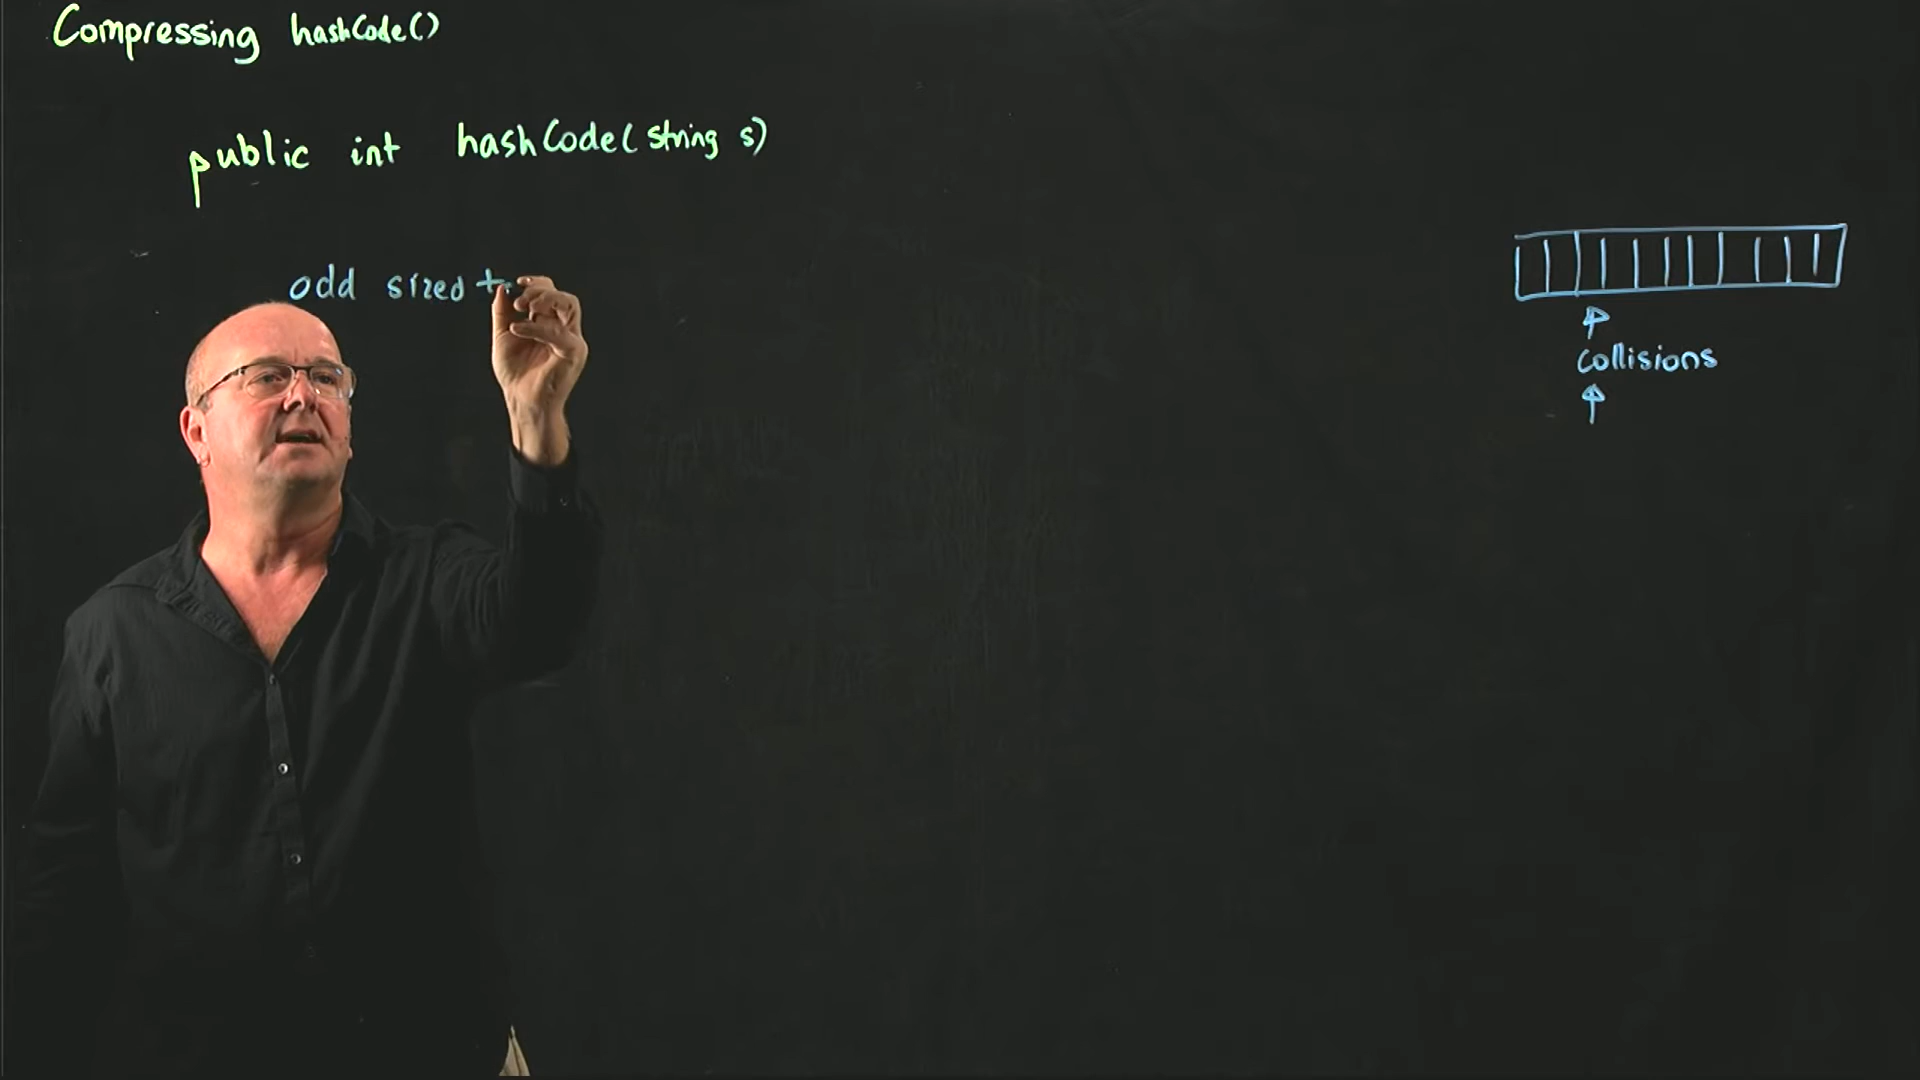 Compressing hashCode()
public int hashCode(string s)
odd sized
collisions